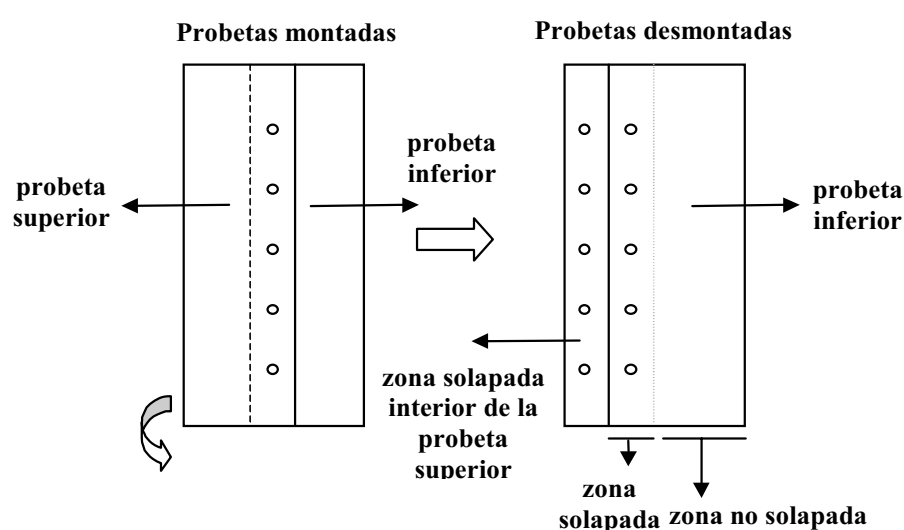 Probetas montadas
Probetas desmontadas
probeta
superior
probeta
inferior
probeta
inferior
zona solapada
interior de la
probeta
superior
zona
solapada
zona no solapada